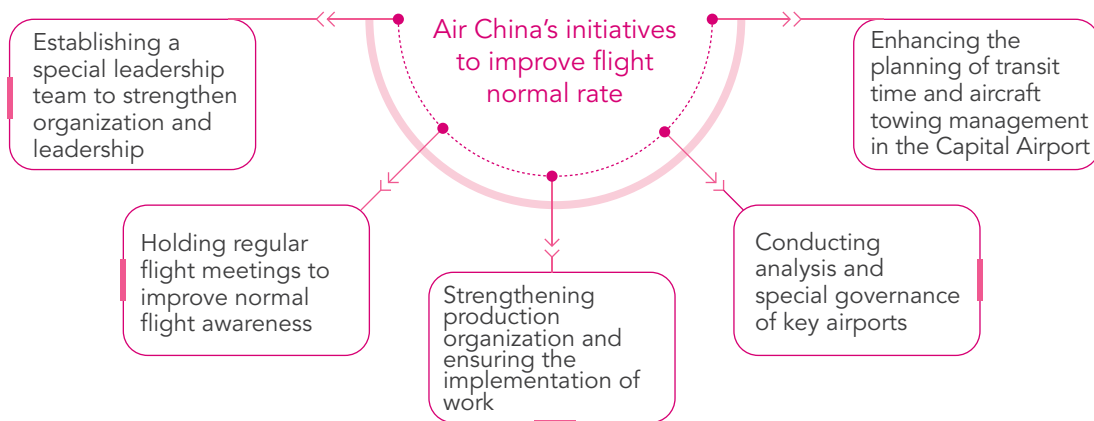 Air China’s initiatives
to improve flight
normal rate
Establishing a
special leadership
team to strengthen
organization and
leadership
Holding regular
flight meetings to
improve normal
flight awareness
Strengthening
production
organization and
ensuring the
implementation of
work
Conducting
analysis and
special governance
of key airports
Enhancing the
planning of transit
time and aircraft
towing management
in the Capital Airport